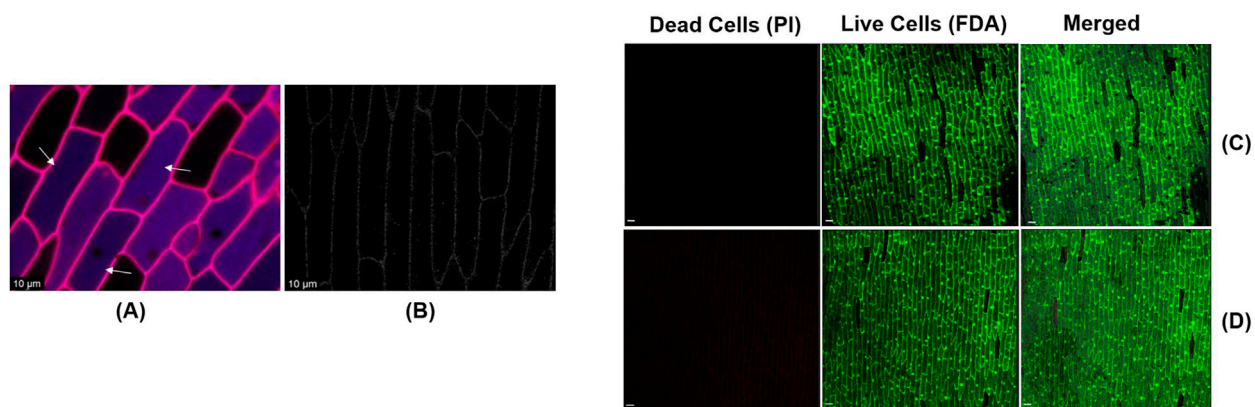 Dead Cells (PI) Live Cells (FDA) Merged
10 µm
10 µm
(A)
(B)
(C)
(D)